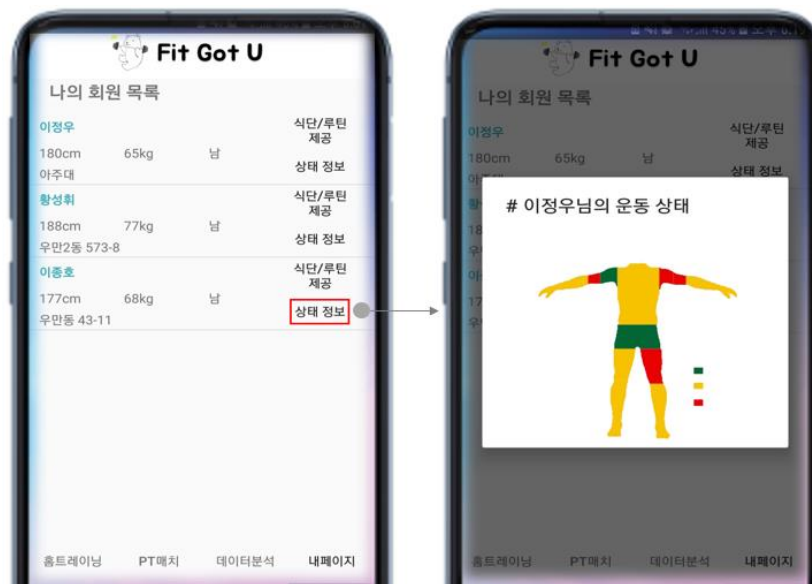 Fit Got U
나의 회원 목록
이정우
식단/루틴
제공
180cm 65kg 남
상태 정보
아주대
황성휘
식단/루틴
제공
188cm 77kg 남
상태 정보
우만2동 573-8
이종호
식단/루틴
제공
177cm 68kg 남
상태 정보
우만동 43-11
홈트레이닝 PT매치 데이터분석 내페이지
Fit Got U
나의 회원 목록
이정우
식단/루틴
제공
180cm 65kg 남
상태 정보
# 이정우님의 운동 상태
홈트레이닝 PT매치 데이터분석 내페이지